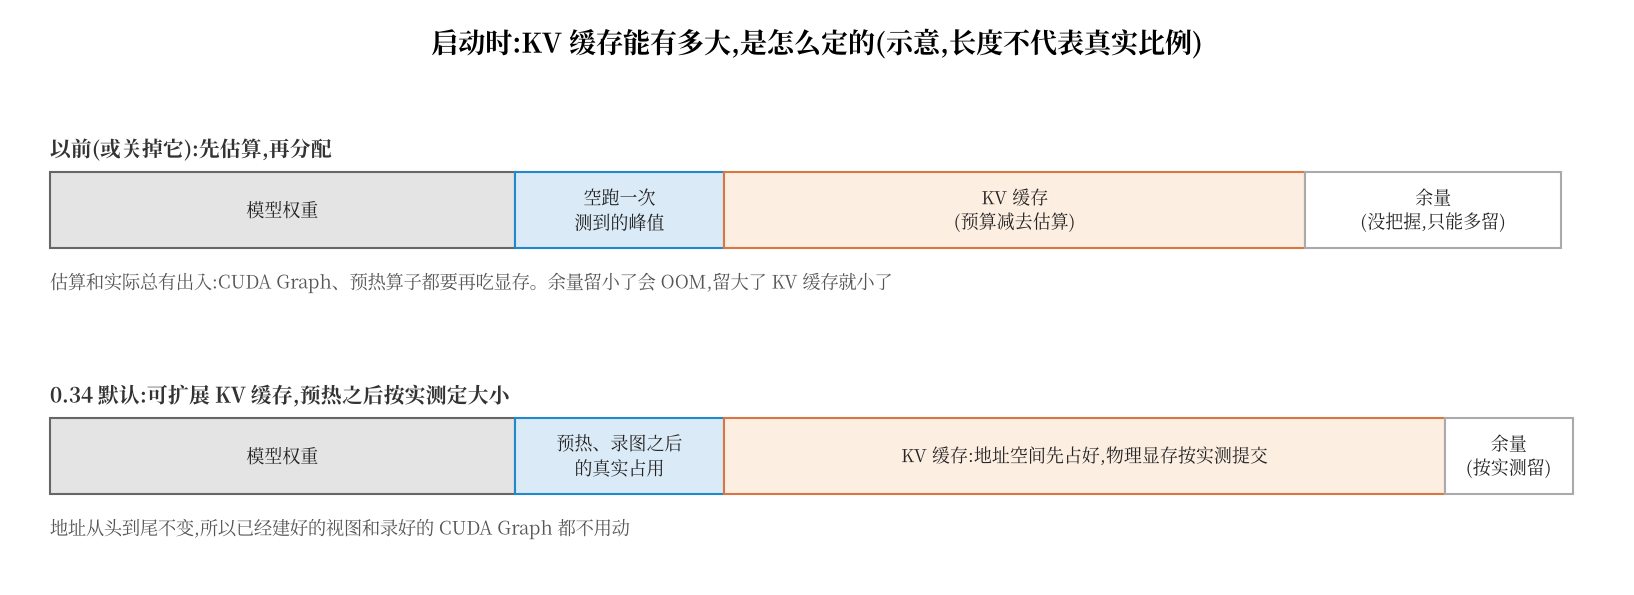 启动时:KV 缓存能有多大,是怎么定的(示意,长度不代表真实比例)
以前(或关掉它):先估算,再分配
模型权重
空跑一次
测到的峰值
KV 缓存
(预算减去估算)
余量
(没把握,只能多留)
估算和实际总有出入:CUDA Graph、预热算子都要再吃显存。余量留小了会 OOM,留大了 KV 缓存就小了
0.34 默认:可扩展 KV 缓存,预热之后按实测定大小
模型权重
预热、录图之后
的真实占用
KV 缓存:地址空间先占好,物理显存按实测提交
余量
(按实测留)
地址从头到尾不变,所以已经建好的视图和录好的 CUDA Graph 都不用动